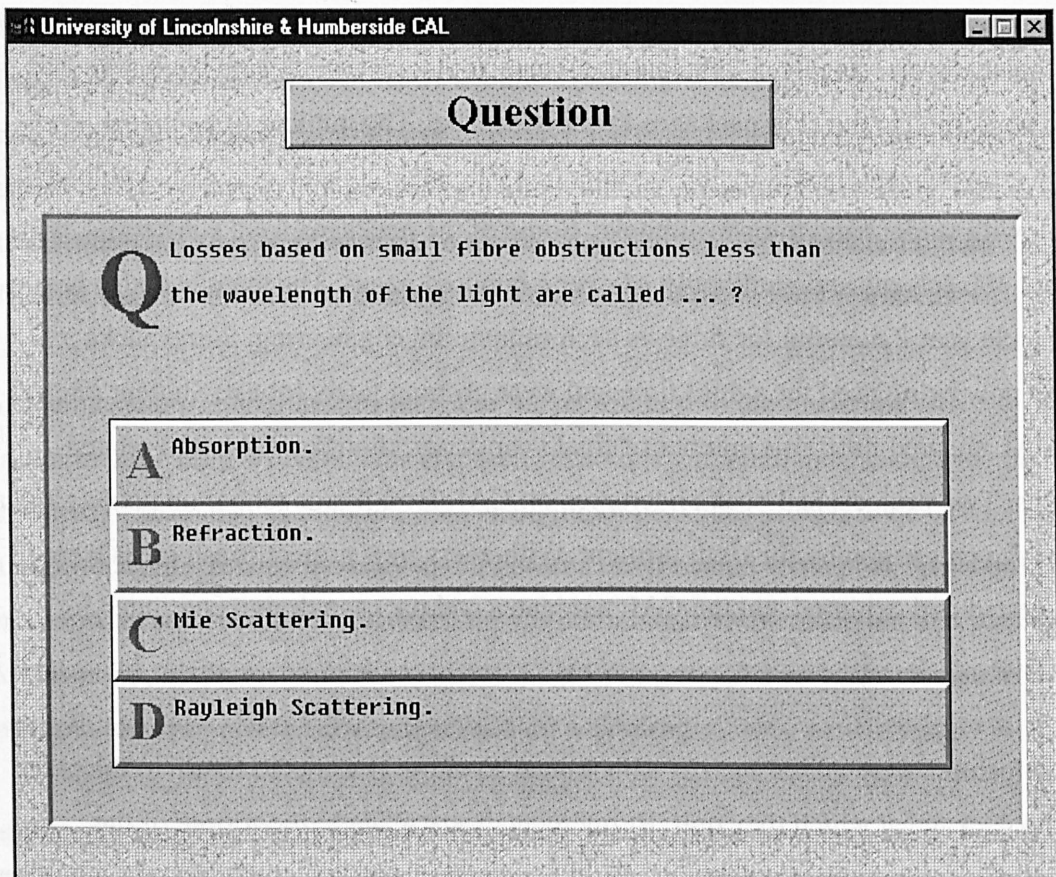 University of Lincolnshire & Humberside CAL
Question
Q Losses based on small fibre obstructions less than
the wavelength of the light are called ... ?
A Absorption.
B Refraction.
C Mie Scattering.
D Rayleigh Scattering.